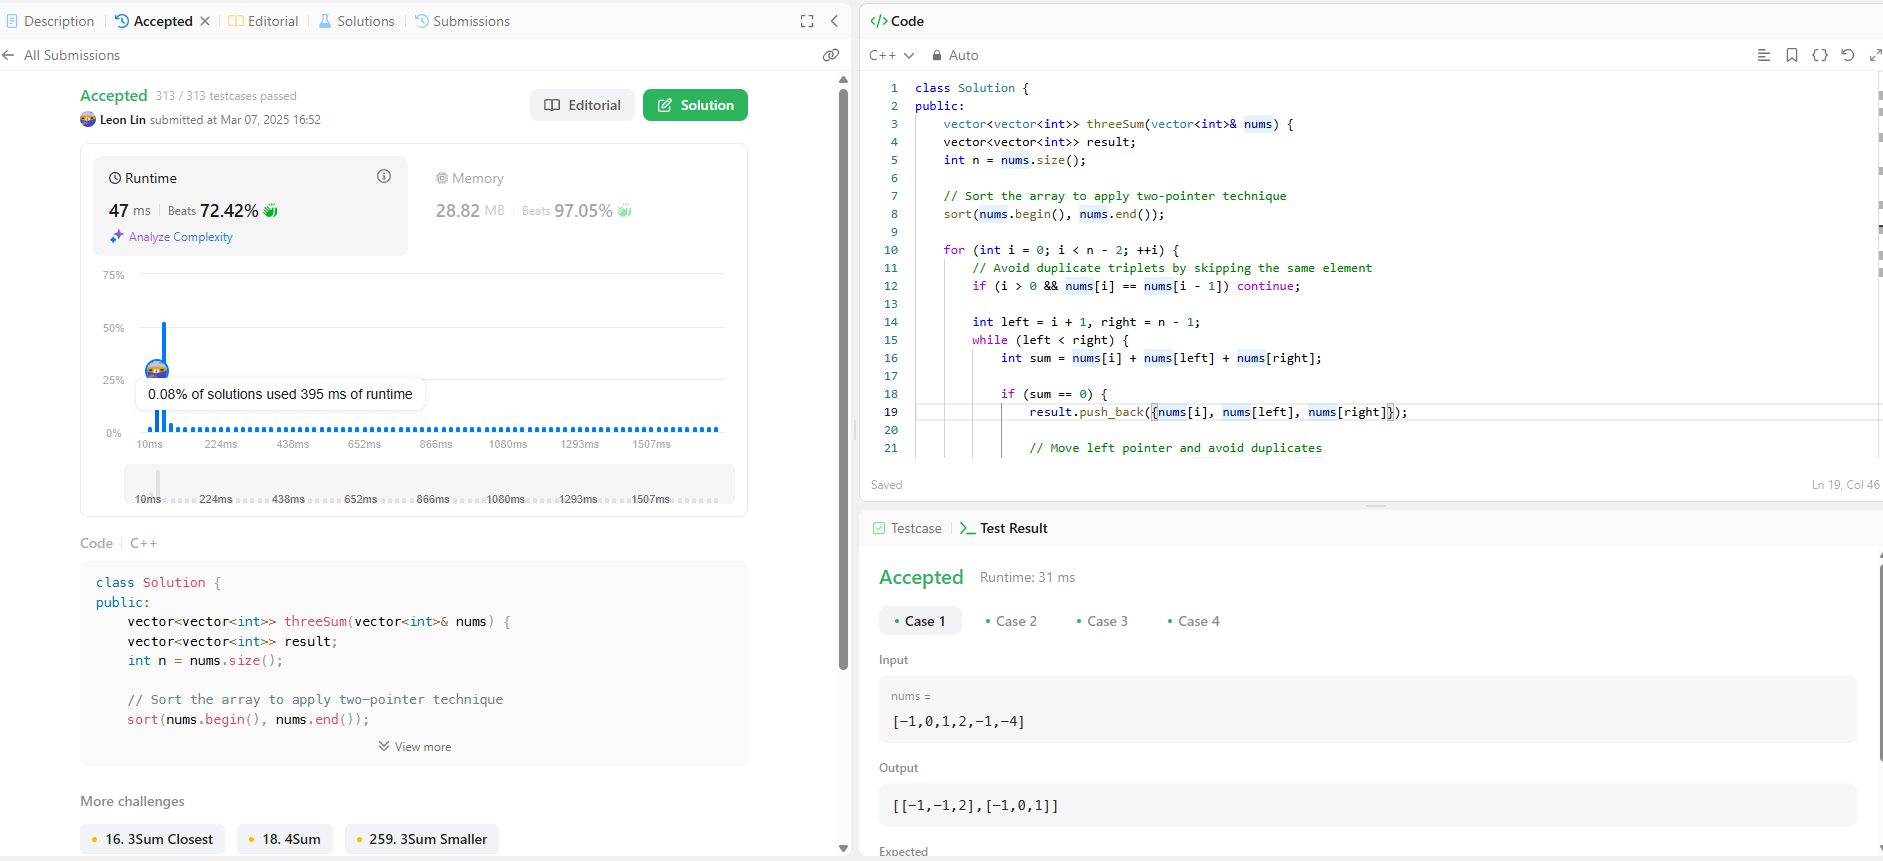 Description
Accepted
Editorial
Solutions
Submissions
All Submissions
Accepted 313 / 313 testcases passed
Leon Lin submitted at Mar 07, 2025 16:52
Editorial
Solution
Runtime
47 ms Beats 72.42%
Analyze Complexity
Memory
28.82 MB Beats 97.05%
75%
50%
25%
0%
0.08% of solutions used 395 ms of runtime
10ms 224ms 438ms 652ms 866ms 1080ms 1293ms 1507ms
10ms 224ms 438ms 652ms 866ms 1080ms 1293ms 1507ms
Code C++
class Solution {
public:
vector<vector<int>> threeSum(vector<int>& nums) {
vector<vector<int>> result;
int n = nums.size();
// Sort the array to apply two-pointer technique
sort(nums.begin(), nums.end());
View more
More challenges
16. 3Sum Closest
18. 4Sum
259. 3Sum Smaller
</> Code
C++ Auto
1 class Solution {
2 public:
3 vector<vector<int>> threeSum(vector<int>& nums) {
4 vector<vector<int>> result;
5 int n = nums.size();
6
7 // Sort the array to apply two-pointer technique
8 sort(nums.begin(), nums.end());
9
10 for (int i = 0; i < n - 2; ++i) {
11 // Avoid duplicate triplets by skipping the same element
12 if (i > 0 && nums[i] == nums[i - 1]) continue;
13
14 int left = i + 1, right = n - 1;
15 while (left < right) {
16 int sum = nums[i] + nums[left] + nums[right];
17
18 if (sum == 0) {
19 result.push_back({nums[i], nums[left], nums[right]});
20
21 // Move left pointer and avoid duplicates
Saved
Ln 19, Col 46
Testcase
Test Result
Accepted Runtime: 31 ms
Case 1
Case 2
Case 3
Case 4
Input
nums =
[-1,0,1,2,-1,-4]
Output
[[-1,-1,2],[-1,0,1]]
Expected